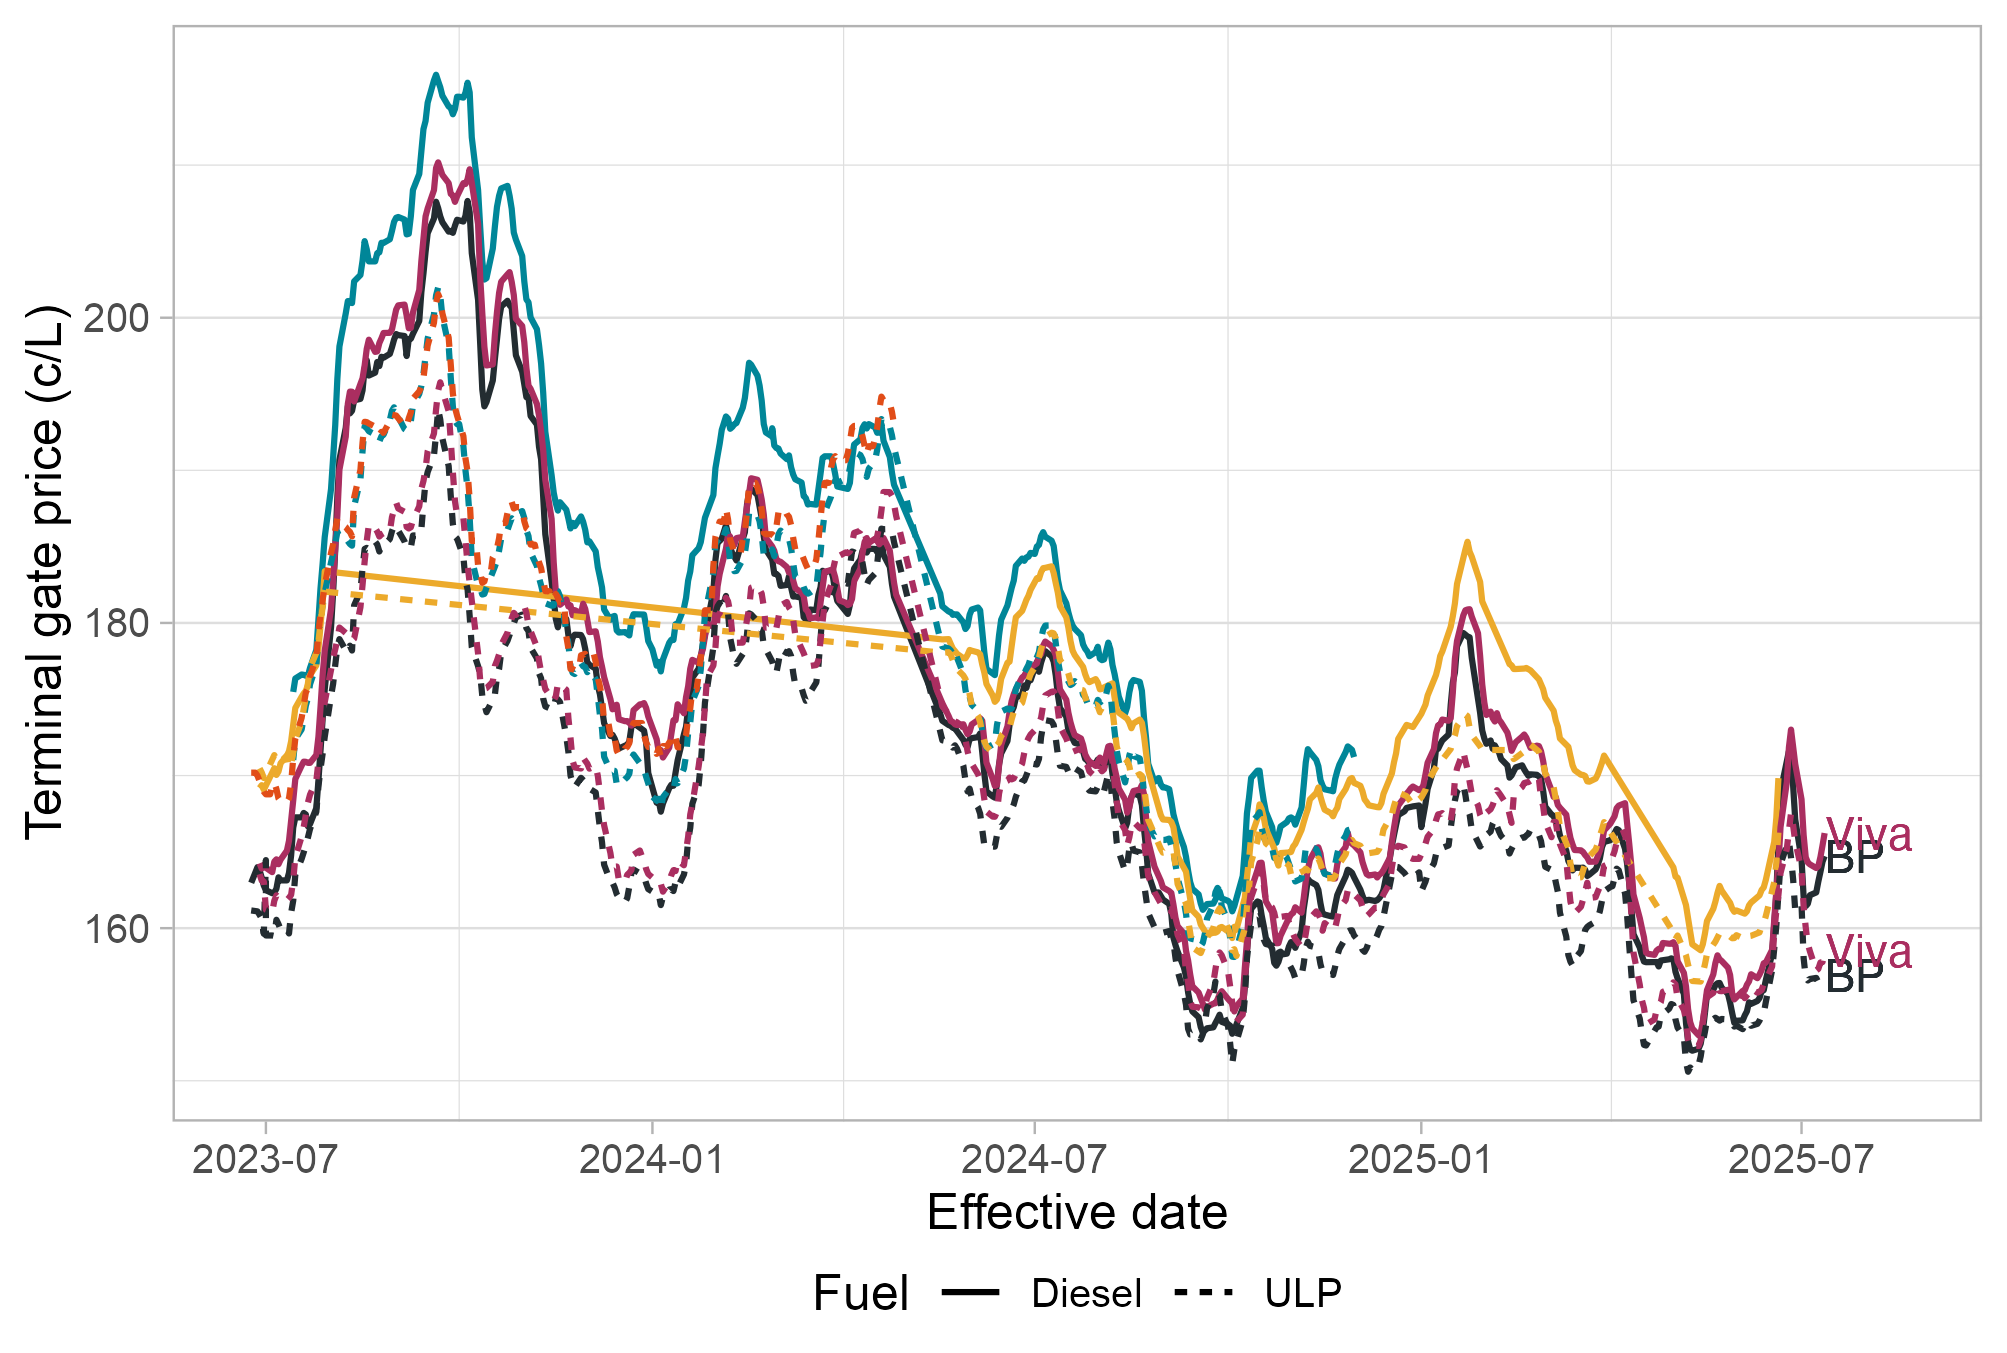 Terminal gate price (c/L)
200
180
160
Viva
BP
Viva
BP
2023-07
2024-01
2024-07
2025-01
2025-07
Effective date
Fuel Diesel ULP